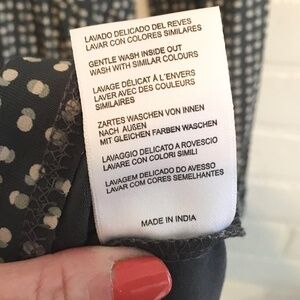 LAVADO DELICADO DEL REVES
LAVAR CON COLORES SIMILARES
GENTLE WASH INSIDE OUT
WASH WITH SIMILAR COLOURS
LAVAGE DÉLICAT À L'ENVERS
LAVER AVEC DES COULEURS
SIMILAIRES
ZARTES WASCHEN VON INNEN
NACH AUßEN
MIT GLEICHEN FARBEN WASCHEN
LAVAGGIO DELICATO A ROVESCIO
LAVARE CON COLORI SIMILI
LAVAGEM DELICADO DO AVESSO
LAVAR COM CORES SEMELHANTES
MADE IN INDIA